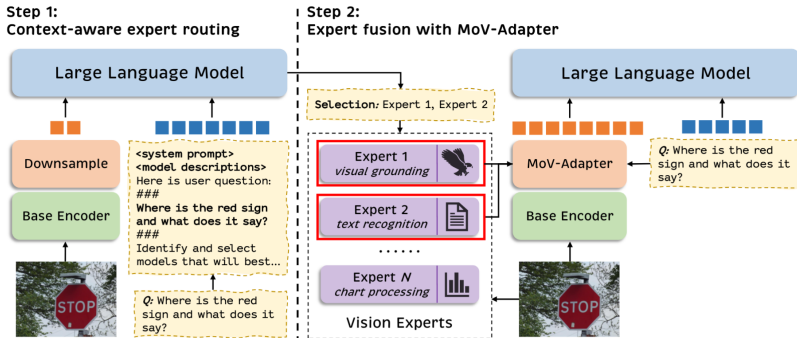 Step 1:
Context-aware expert routing
Large Language Model
Downsample
Base Encoder
<system prompt>
<model descriptions>
Here is user question:
###
Where is the red sign
and what does it say?
###
Identify and select
models that will best...
STOP
Q: Where is the red
sign and what does it
say?
Step 2:
Expert fusion with MoV-Adapter
Selection: Expert 1, Expert 2
Expert 1
visual grounding
Expert 2
text recognition
......
Expert N
chart processing
Vision Experts
Large Language Model
MoV-Adapter
Base Encoder
Q: Where is the red
sign and what does it
say?
STOP